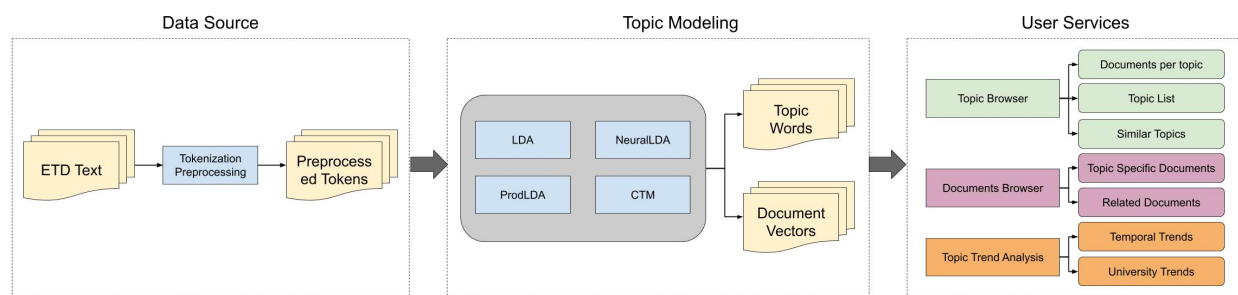 Data Source
Topic Modeling
User Services
ETD Text
Tokenization
Preprocessing
Preprocess
ed Tokens
LDA
NeuralLDA
ProdLDA
CTM
Topic
Words
Document
Vectors
Topic Browser
Documents per topic
Topic List
Similar Topics
Documents Browser
Topic Specific Documents
Related Documents
Topic Trend Analysis
Temporal Trends
University Trends